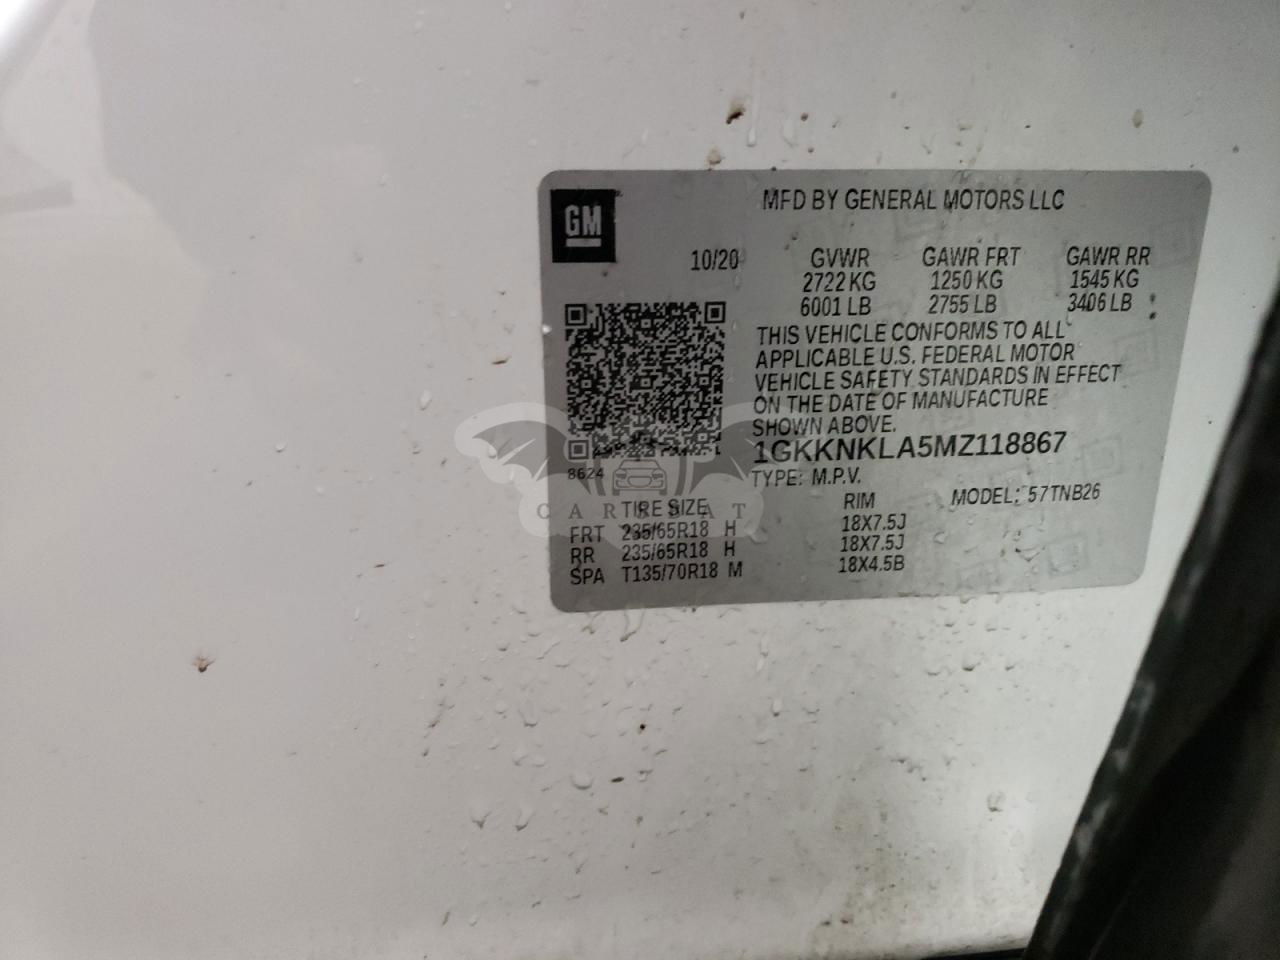 GM
MFD BY GENERAL MOTORS LLC
10/20 GVWR GAWR FRT GAWR RR
2722 KG 1250 KG 1545 KG
6001 LB 2755 LB 3406 LB
THIS VEHICLE CONFORMS TO ALL
APPLICABLE U.S. FEDERAL MOTOR
VEHICLE SAFETY STANDARDS IN EFFECT
ON THE DATE OF MANUFACTURE
SHOWN ABOVE.
1GKKNKLA5MZ118867
8624
TYPE: M.P.V.
TIRE SIZE RIM MODEL: 57TNB26
CARSBAT
FRT 235/65R18 H 18X7.5J
RR 235/65R18 H 18X7.5J
SPA T135/70R18 M 18X4.5B